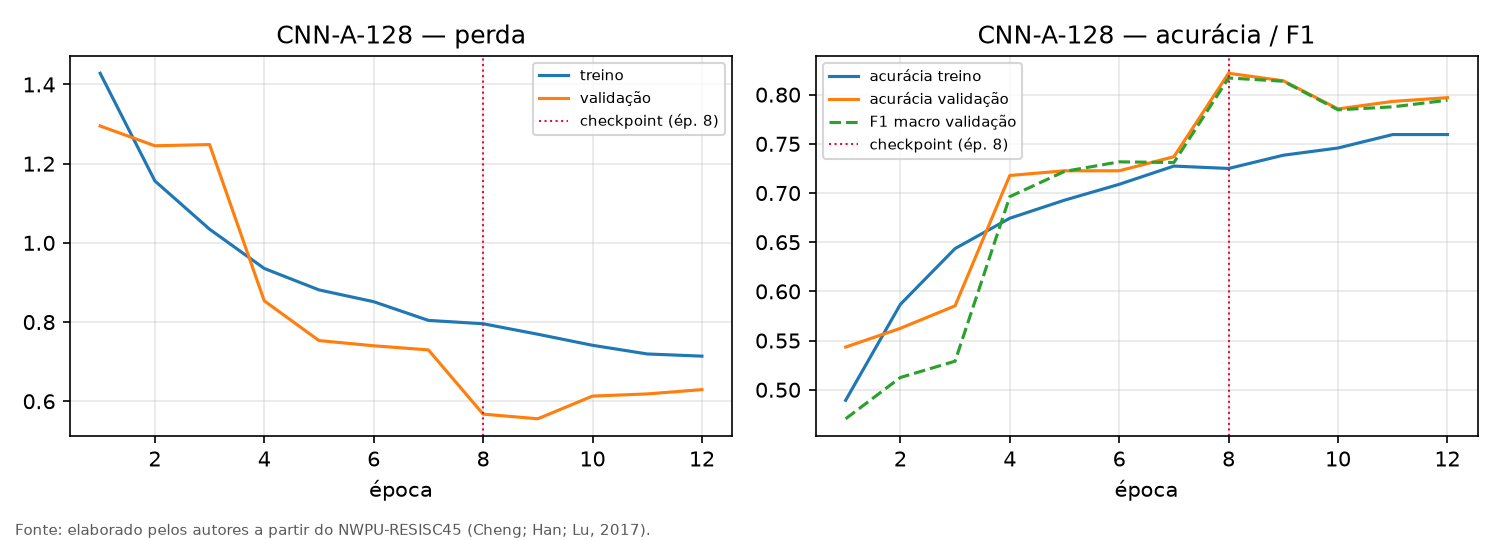 CNN-A-128 — perda
treino
validação
checkpoint (ép. 8)
1.4
1.2
1.0
0.8
0.6
2 4 6 8 10 12
época
CNN-A-128 — acurácia / F1
acurácia treino
acurácia validação
F1 macro validação
checkpoint (ép. 8)
0.80
0.75
0.70
0.65
0.60
0.55
0.50
2 4 6 8 10 12
época
Fonte: elaborado pelos autores a partir do NWPU-RESISC45 (Cheng; Han; Lu, 2017).